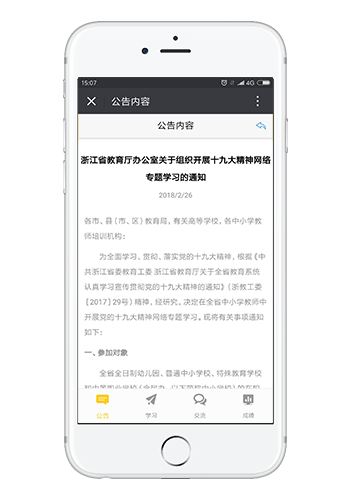 15:07
4G
公告内容
公告内容
浙江省教育厅办公室关于组织开展十九大精神网络
专题学习的通知
2018/2/26
各市、县（市、区）教育局，有关高等学校，各中小学教
师培训机构：
为全面学习、贯彻、落实党的十九大精神，根据《中
共浙江省委教育工委 浙江省教育厅关于全省教育系统
认真学习宣传贯彻党的十九大精神的通知》（浙教工委
【2017】29号）精神，经研究，决定在全省中小学教师中
开展党的十九大精神网络专题学习。现将有关事项通知
如下：
一、参加对象
全省全日制幼儿园、普通中小学校、特殊教育学校
公告
学习
交流
成绩